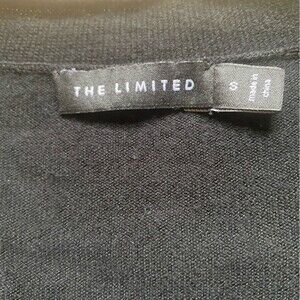 THE LIMITED
S
made in
china